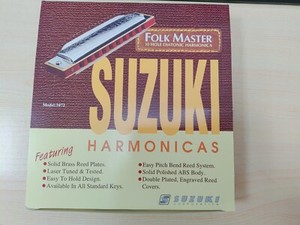 FOLK MASTER
10 HOLE DIATONIC HARMONICA
Model:1072
SUZUKI
HARMONICAS
Featuring
• Solid Brass Reed Plates.
• Laser Tuned & Tested.
• Easy To Hold Design.
• Available In All Standard Keys.
• Easy Pitch Bend Reed System.
• Solid Polished ABS Body.
• Double Plated, Engraved Reed
Covers.
SUZUKI